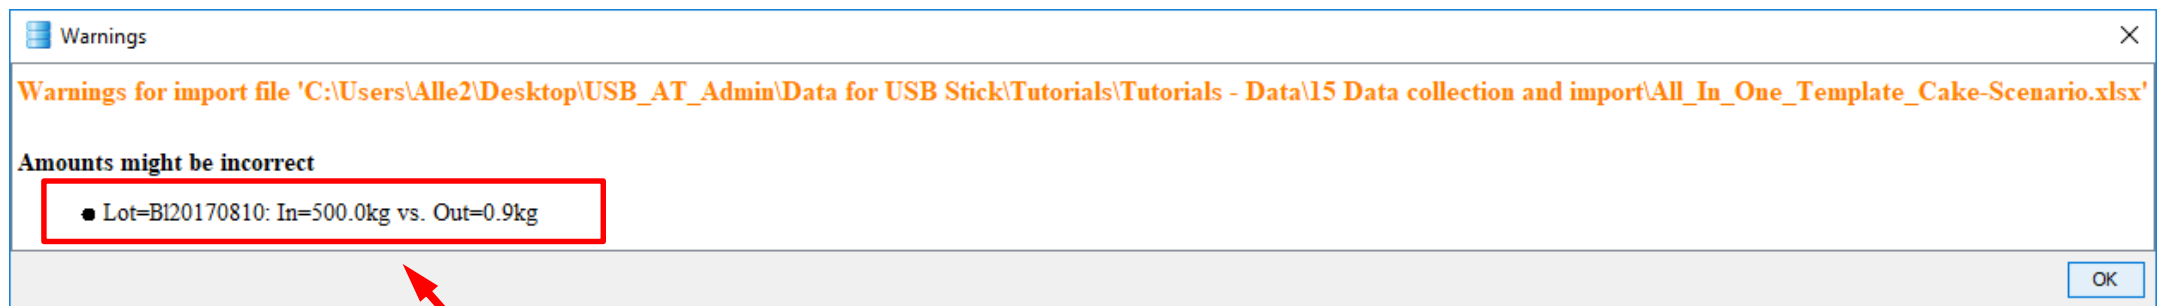 Warnings
Warnings for import file 'C:\Users\Alle2\Desktop\USB_AT_Admin\Data for USB Stick\Tutorials\Tutorials - Data\15 Data collection and import\All_In_One_Template_Cake-Scenario.xlsx'
Amounts might be incorrect
● Lot=Bl20170810: In=500.0kg vs. Out=0.9kg
OK